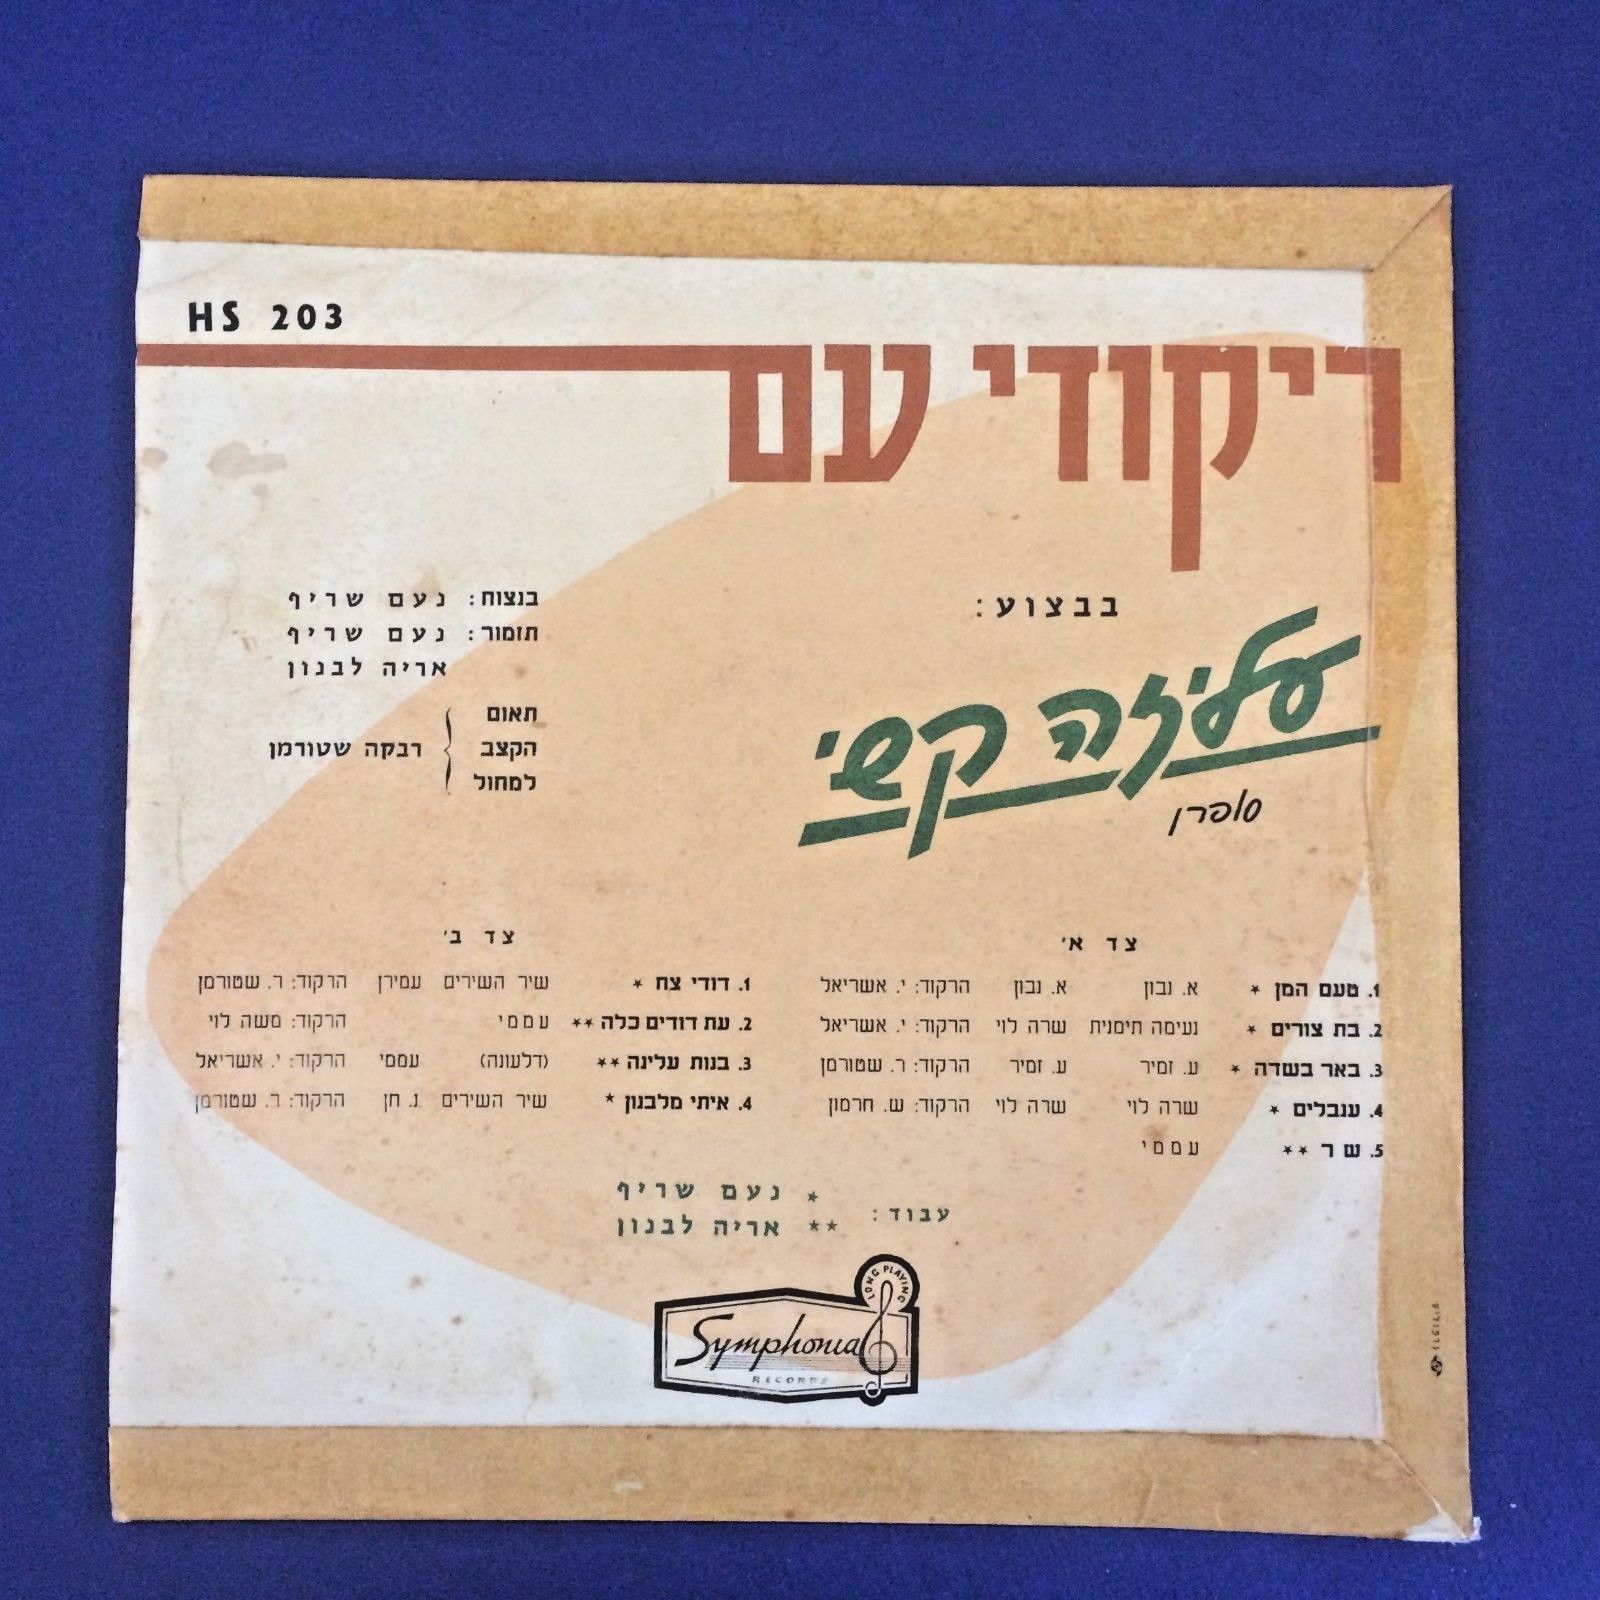 HS 203
ריקודי עם
בבצוע:
עליזה קשי
סופרן
בנצוח: נעם שריף
תזמור: נעם שריף
אריה לבנון
תאום
הקצב } רבקה שטורמן
למחול
צד א'
1. טעם המן * א. נבון א. נבון הרקוד: י. אשריאל
2. בת צורים * נעימה תימנית שרה לוי הרקוד: י. אשריאל
3. באר בשדה * ע. זמיר ע. זמיר הרקוד: ר. שטורמן
4. ענבלים * שרה לוי שרה לוי הרקוד: ש. חרמון
5. ש ר ** עממי
צד ב'
1. דודי צח * שיר השירים עמירן הרקוד: ר. שטורמן
2. עת דודים כלה ** עממי הרקוד: משה לוי
3. בנות עלינה ** (דלעונה) עממי הרקוד: י. אשריאל
4. איתי מלבנון * שיר השירים נ. חן הרקוד: ר. שטורמן
עבוד: * נעם שריף
** אריה לבנון
LONG PLAYING
Symphonia
RECORDS